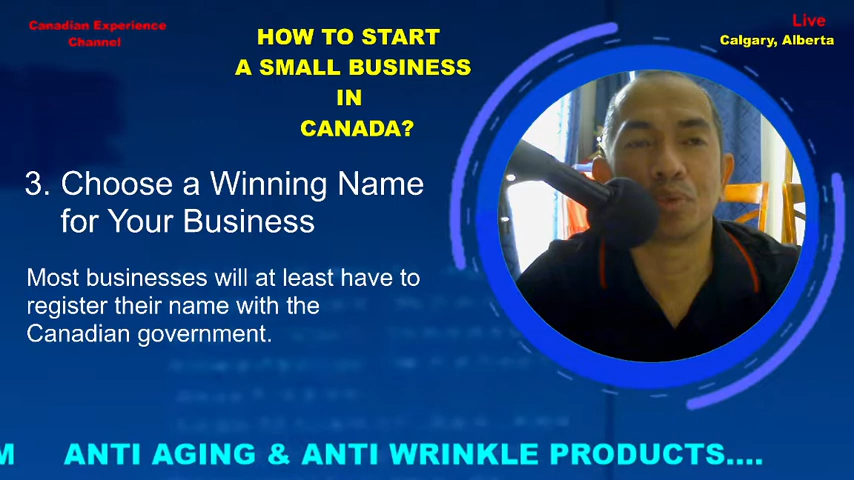 Canadian Experience
Channel
HOW TO START
A SMALL BUSINESS
IN
CANADA?
Live
Calgary, Alberta
3. Choose a Winning Name
for Your Business
Most businesses will at least have to
register their name with the
Canadian government.
M ANTI AGING & ANTI WRINKLE PRODUCTS....